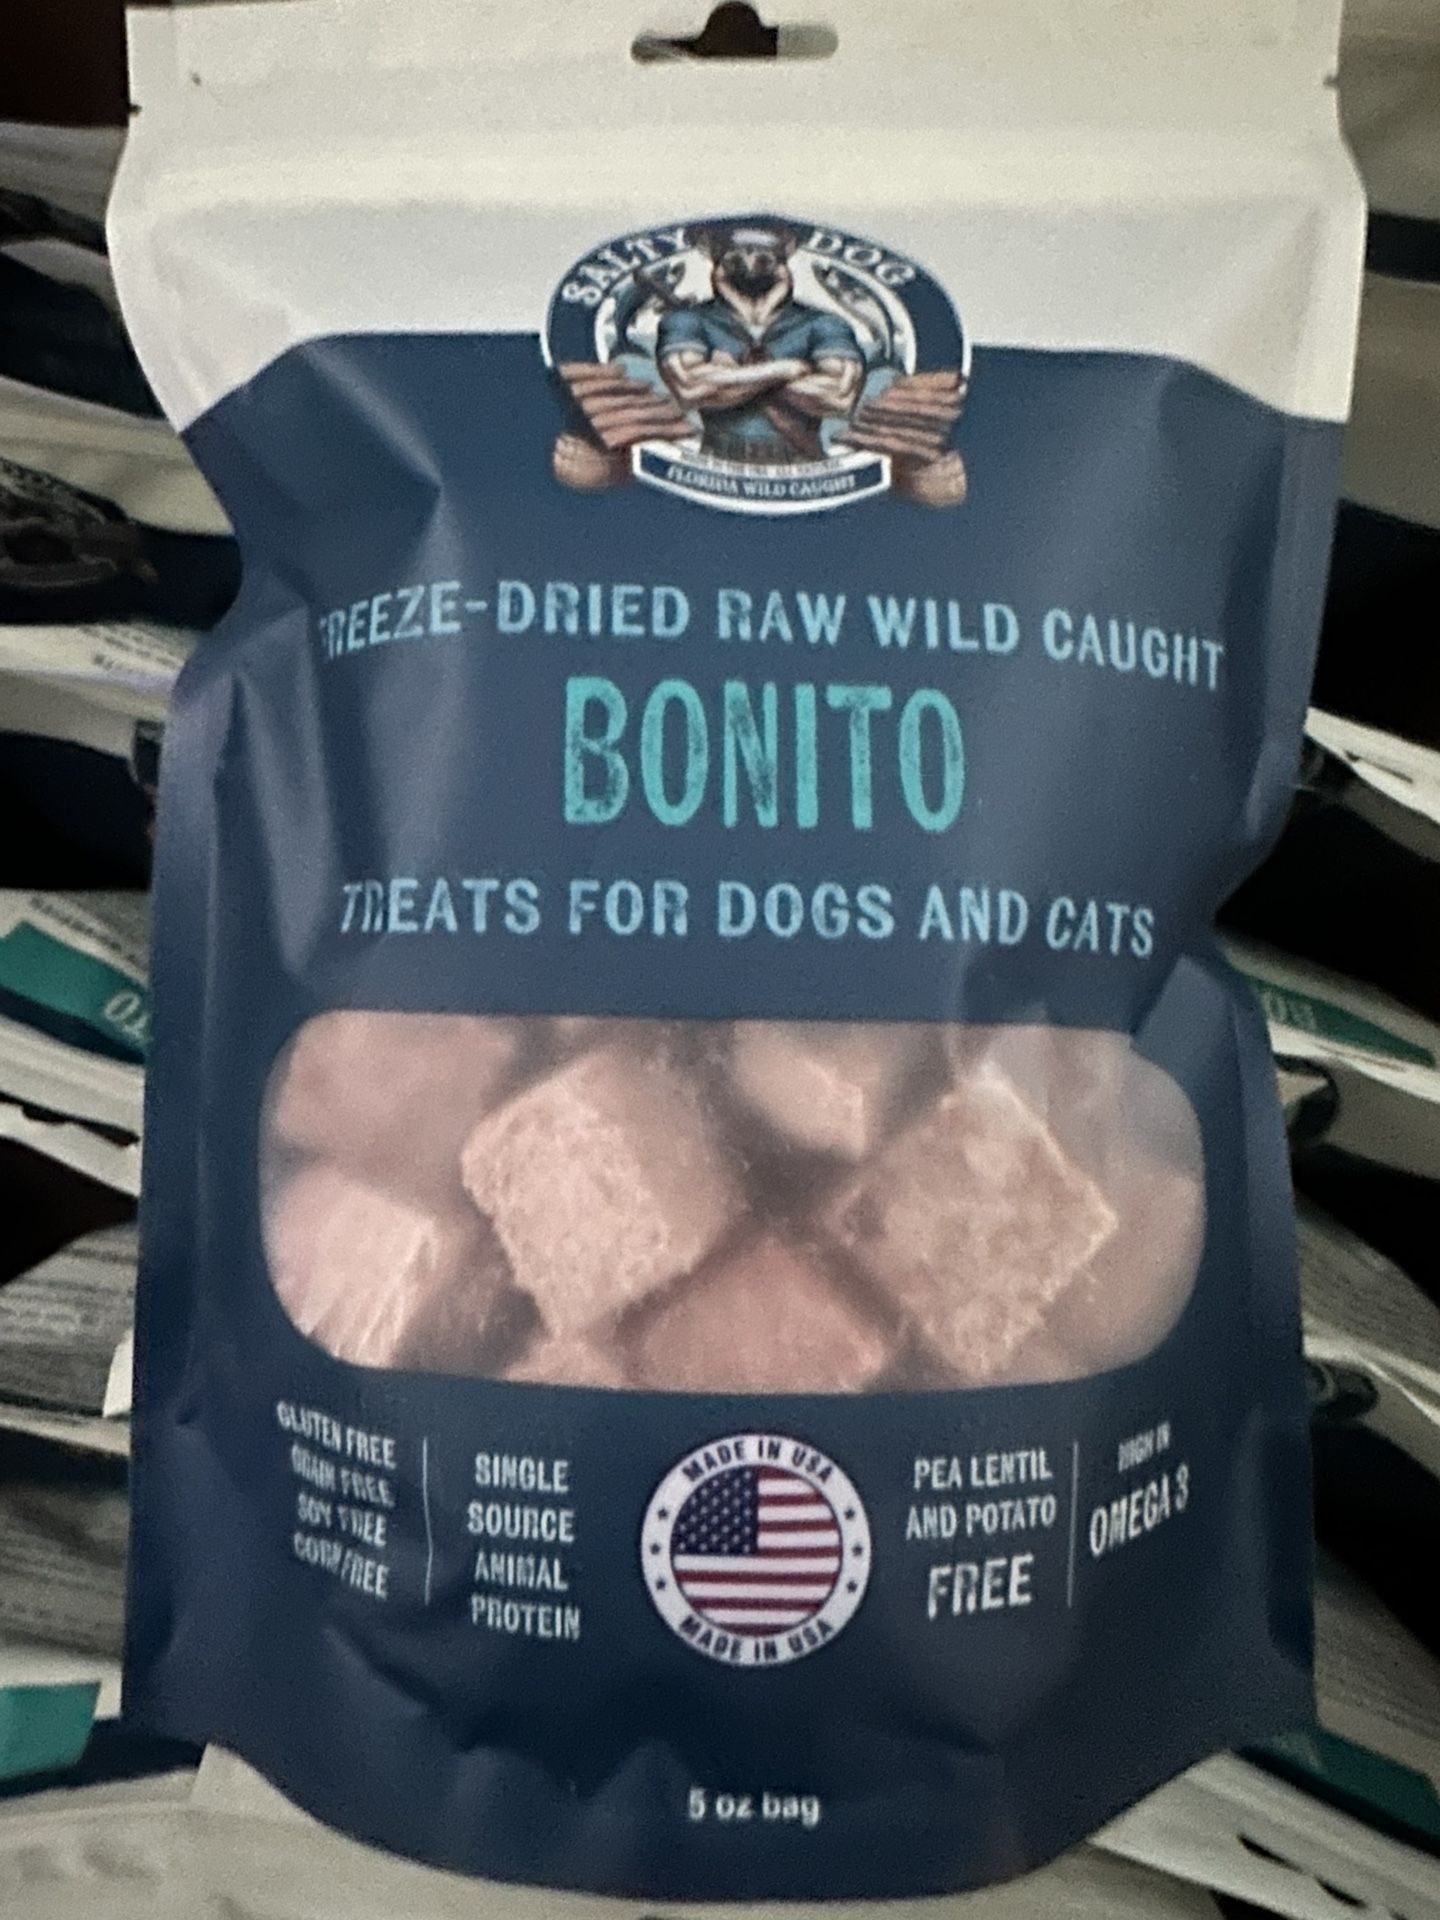 SALTY DOG
FLORIDA WILD CAUGHT
FREEZE-DRIED RAW WILD CAUGHT
BONITO
TREATS FOR DOGS AND CATS
GLUTEN FREE
GRAIN FREE
SOY FREE
CORN FREE
SINGLE
SOURCE
ANIMAL
PROTEIN
MADE IN USA
MADE IN USA
PEA LENTIL
AND POTATO
FREE
HIGH IN
OMEGA 3
5 oz bag